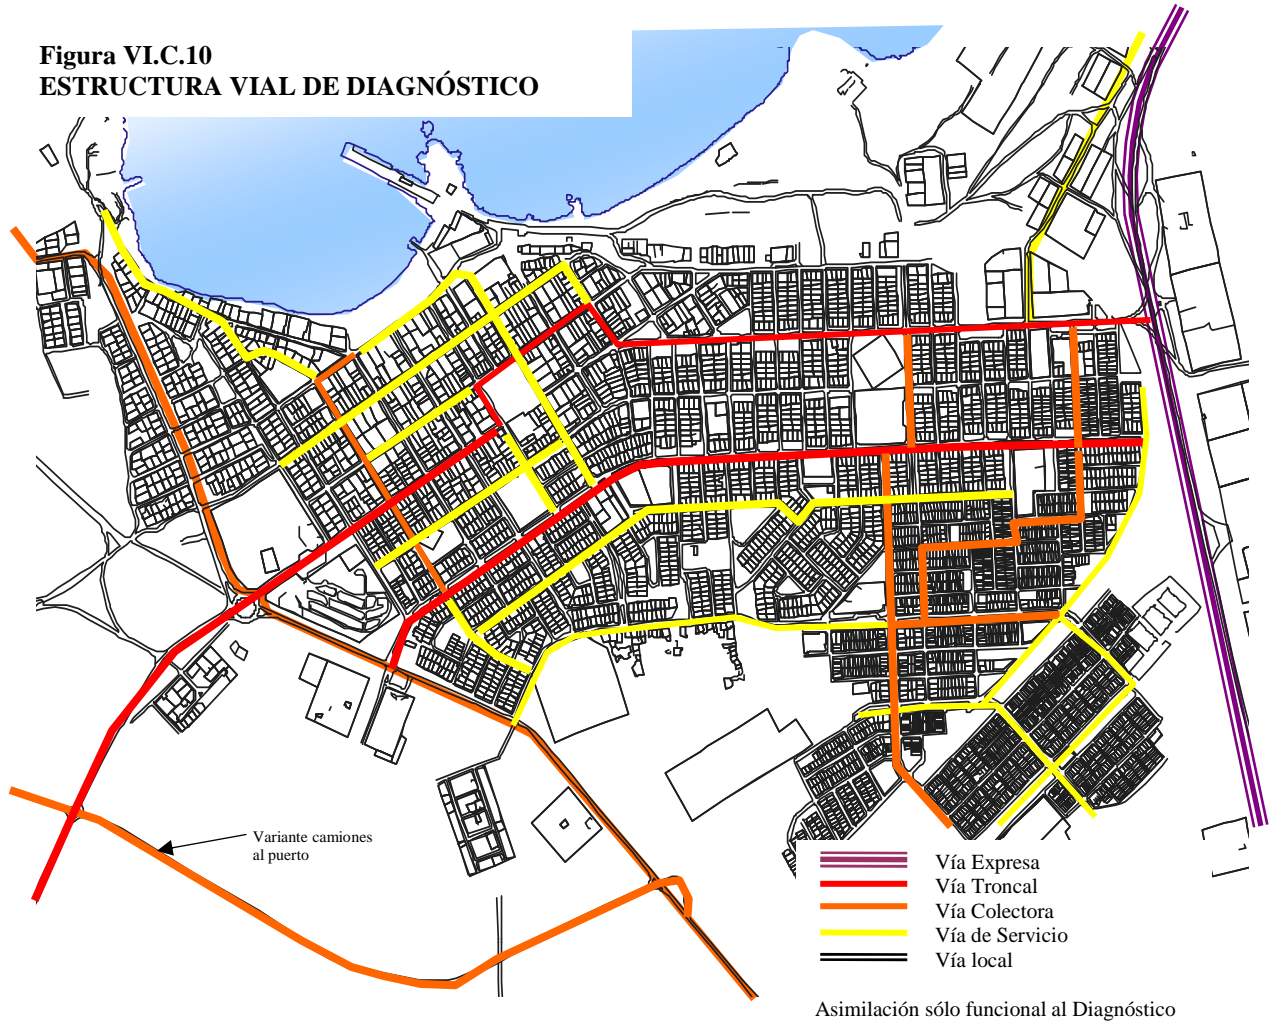 Figura VI.C.10
ESTRUCTURA VIAL DE DIAGNÓSTICO
Variante camiones
al puerto
Vía Expresa
Vía Troncal
Vía Colectora
Vía de Servicio
Vía local
Asimilación sólo funcional al Diagnóstico